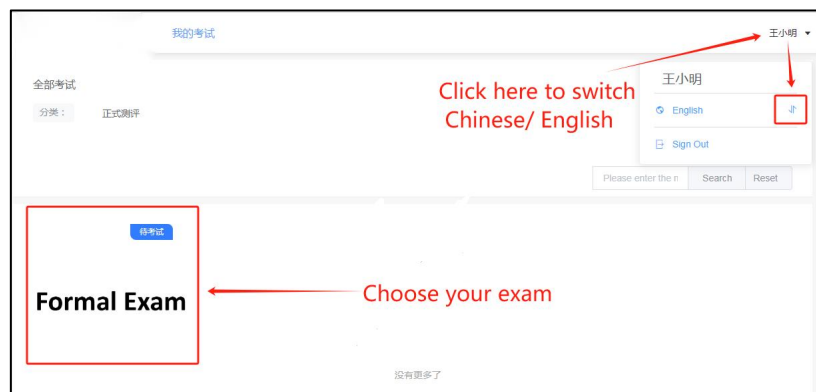 我的考试
王小明
全部考试
分类：
正式测评
Click here to switch
Chinese/ English
王小明
English
Sign Out
Please enter the n
Search
Reset
待考试
Formal Exam
Choose your exam
没有更多了